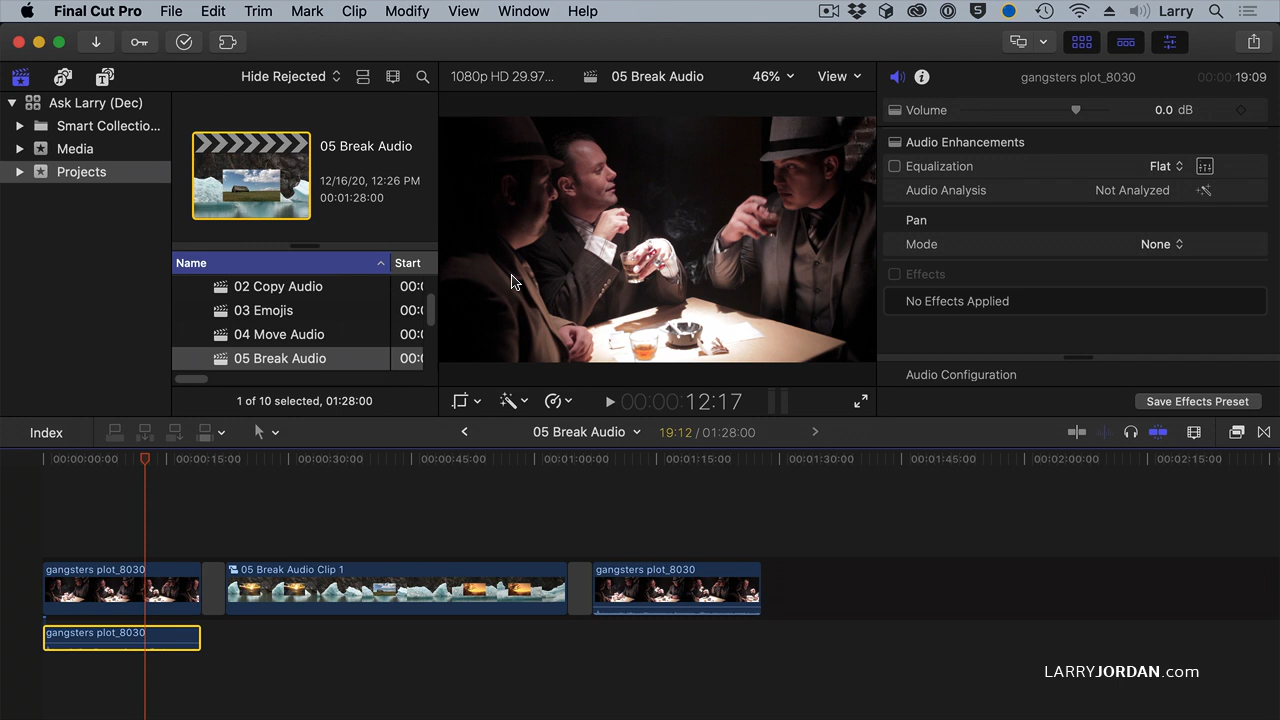 Final Cut Pro File Edit Trim Mark Clip Modify View Window Help Larry
Hide Rejected
1080p HD 29.97... 05 Break Audio 46% View
gangsters plot_8030 00:00:19:09
Ask Larry (Dec)
Smart Collectio...
Media
Projects
05 Break Audio
12/16/20, 12:26 PM
00:01:28:00
Name Start
02 Copy Audio 00:(
03 Emojis 00:(
04 Move Audio 00:(
05 Break Audio 00:(
1 of 10 selected, 01:28:00
Volume 0.0 dB
Audio Enhancements
Equalization Flat
Audio Analysis Not Analyzed
Pan
Mode None
Effects
No Effects Applied
Audio Configuration
Save Effects Preset
00:00:12:17
Index 05 Break Audio 19:12 / 01:28:00
00:00:00:00 00:00:15:00 00:00:30:00 00:00:45:00 00:01:00:00 00:01:15:00 00:01:30:00 00:01:45:00 00:02:00:00 00:02:15:00
gangsters plot_8030 05 Break Audio Clip 1 gangsters plot_8030
gangsters plot_8030
LARRYJORDAN.com